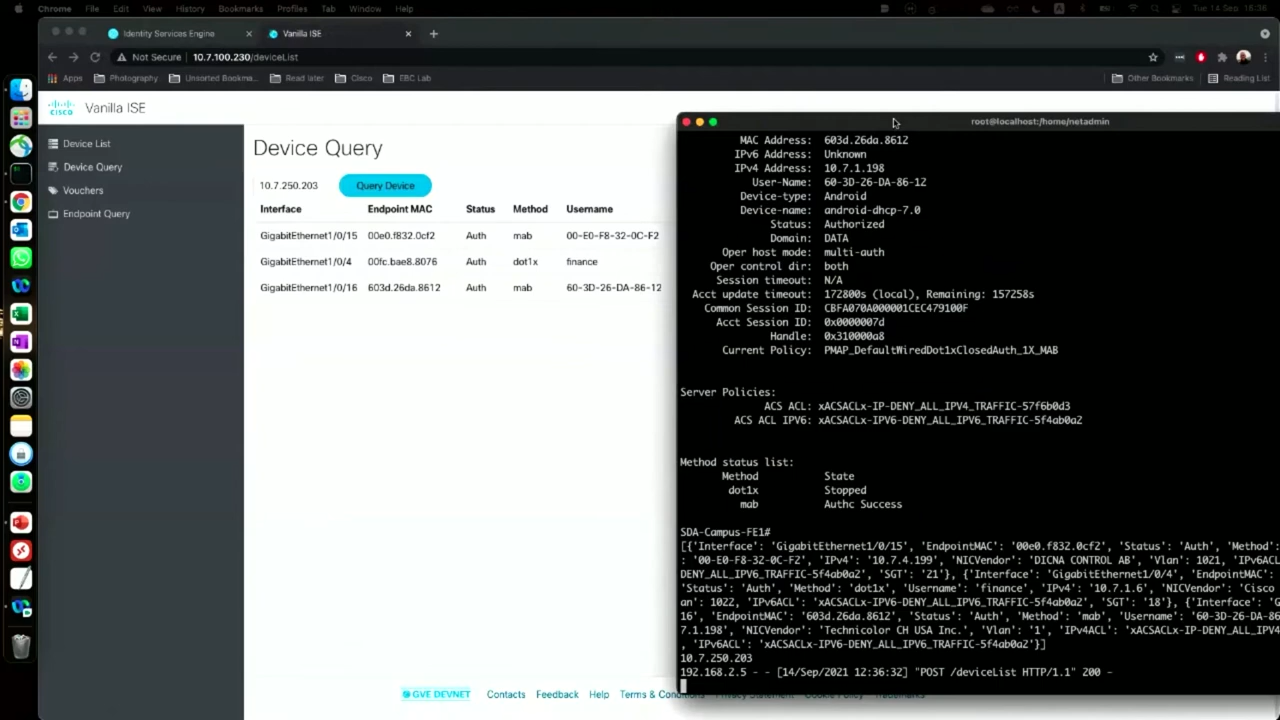 Chrome File Edit View History Bookmarks Profiles Tab Window Help
Tue 14 Sep 15:36
Identity Services Engine
Vanilla ISE
Not Secure 10.7.100.230/deviceList
Apps Photography Unsorted Bookma... Read later Cisco EBC Lab Other Bookmarks Reading List
CISCO Vanilla ISE
Device List
Device Query
Vouchers
Endpoint Query
Device Query
10.7.250.203 Query Device
Interface Endpoint MAC Status Method Username
GigabitEthernet1/0/15 00e0.f832.0cf2 Auth mab 00-E0-F8-32-0C-F2
GigabitEthernet1/0/4 00fc.bae8.8076 Auth dot1x finance
GigabitEthernet1/0/16 603d.26da.8612 Auth mab 60-3D-26-DA-86-12
GVE DEVNET Contacts Feedback Help Terms & Conditions Privacy Statement Cookie Policy Trademarks
root@localhost:/home/netadmin
MAC Address: 603d.26da.8612
IPv6 Address: Unknown
IPv4 Address: 10.7.1.198
User-Name: 60-3D-26-DA-86-12
Device-type: Android
Device-name: android-dhcp-7.0
Status: Authorized
Domain: DATA
Oper host mode: multi-auth
Oper control dir: both
Session timeout: N/A
Acct update timeout: 172800s (local), Remaining: 157258s
Common Session ID: CBFA070A000001CEC479100F
Acct Session ID: 0x0000007d
Handle: 0x310000a8
Current Policy: PMAP_DefaultWiredDot1xClosedAuth_1X_MAB
Server Policies:
ACS ACL: xACSACLx-IP-DENY_ALL_IPV4_TRAFFIC-57f6b0d3
ACS ACL IPV6: xACSACLx-IPV6-DENY_ALL_IPV6_TRAFFIC-5f4ab0a2
Method status list:
Method State
dot1x Stopped
mab Authc Success
SDA-Campus-FE1#
[{'Interface': 'GigabitEthernet1/0/15', 'EndpointMAC': '00e0.f832.0cf2', 'Status': 'Auth', 'Method':
: '00-E0-F8-32-0C-F2', 'IPv4': '10.7.4.199', 'NICVendor': 'DICNA CONTROL AB', 'Vlan': 1021, 'IPv6ACL
DENY_ALL_IPV6_TRAFFIC-5f4ab0a2', 'SGT': '21'}, {'Interface': 'GigabitEthernet1/0/4', 'EndpointMAC':
'Status': 'Auth', 'Method': 'dot1x', 'Username': 'finance', 'IPv4': '10.7.1.6', 'NICVendor': 'Cisco
an': 1022, 'IPv6ACL': 'xACSACLx-IPV6-DENY_ALL_IPV6_TRAFFIC-5f4ab0a2', 'SGT': '18'}, {'Interface': 'G
16', 'EndpointMAC': '603d.26da.8612', 'Status': 'Auth', 'Method': 'mab', 'Username': '60-3D-26-DA-86
7.1.198', 'NICVendor': 'Technicolor CH USA Inc.', 'Vlan': '1', 'IPv4ACL': 'xACSACLx-IP-DENY_ALL_IPV4
, 'IPv6ACL': 'xACSACLx-IPV6-DENY_ALL_IPV6_TRAFFIC-5f4ab0a2'}]
10.7.250.203
192.168.2.5 - - [14/Sep/2021 12:36:32] "POST /deviceList HTTP/1.1" 200 -